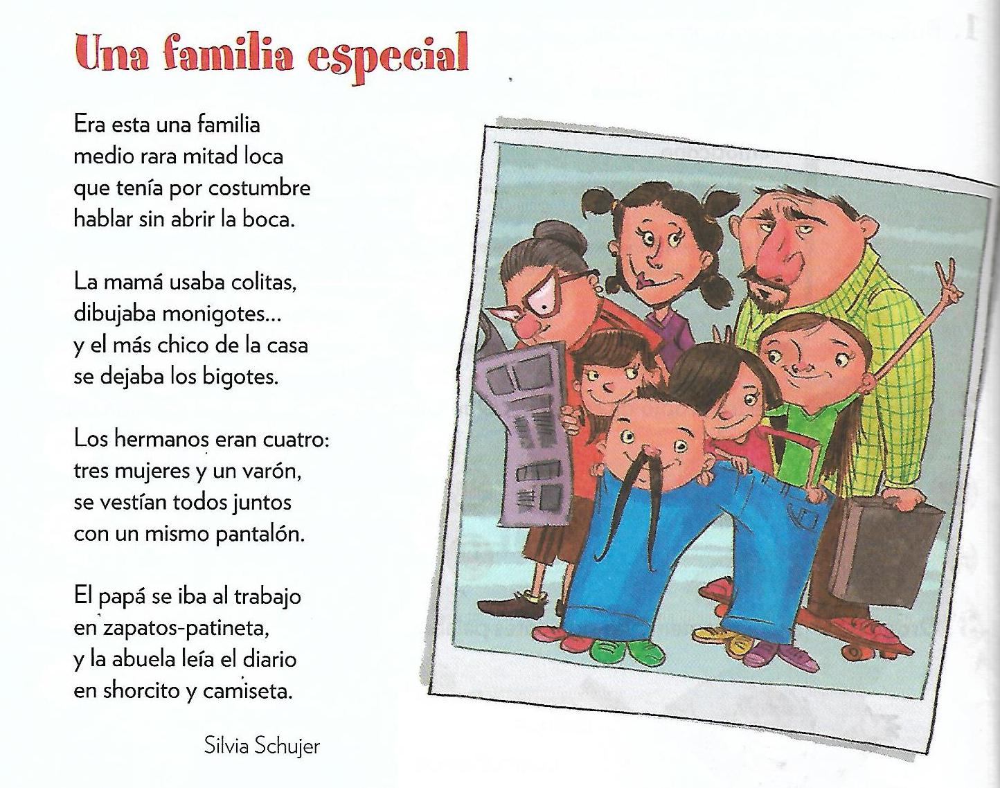 Una familia especial
Era esta una familia
medio rara mitad loca
que tenía por costumbre
hablar sin abrir la boca.
La mamá usaba colitas,
dibujaba monigotes...
y el más chico de la casa
se dejaba los bigotes.
Los hermanos eran cuatro:
tres mujeres y un varón,
se vestían todos juntos
con un mismo pantalón.
El papá se iba al trabajo
en zapatos-patineta,
y la abuela leía el diario
en shorcito y camiseta.
Silvia Schujer